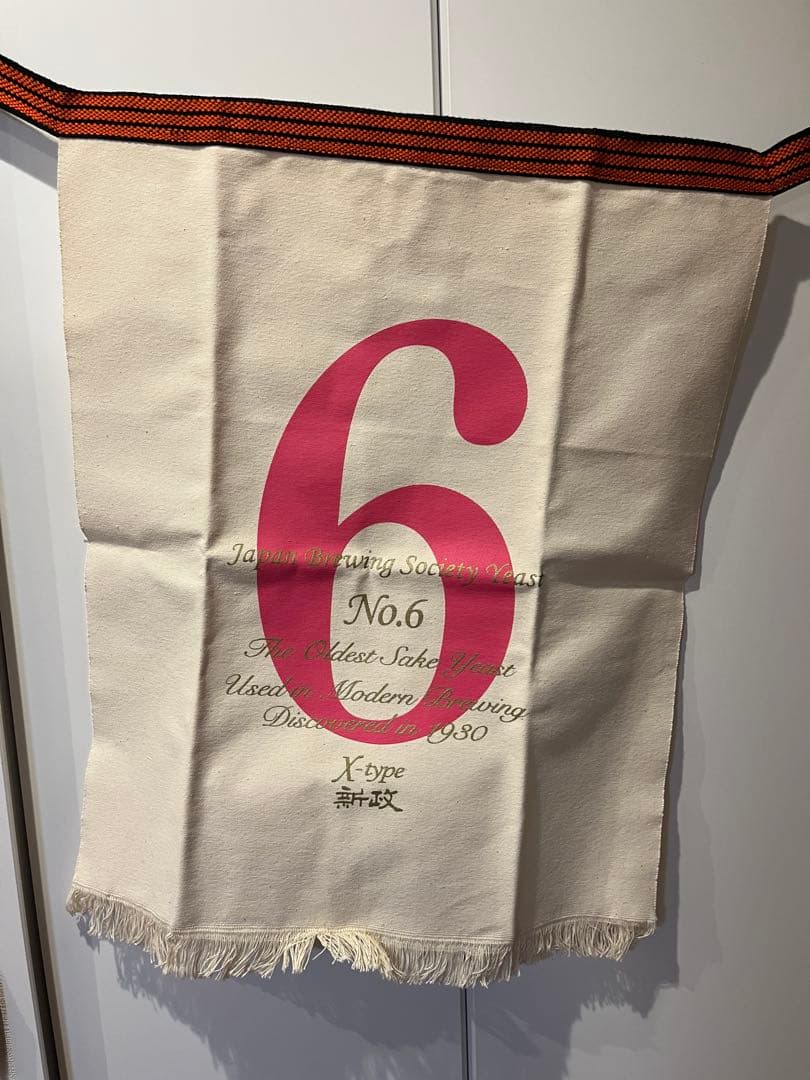 6
Japan Brewing Society Yeast
No.6
The Oldest Sake Yeast
Used in Modern Brewing
Discovered in 1930
X-type
新政